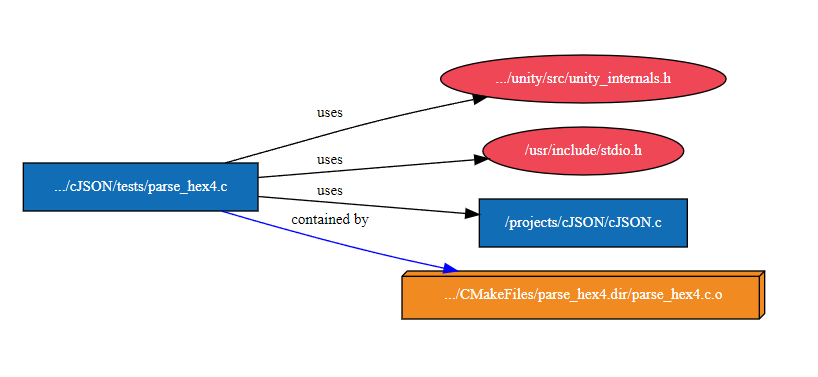 .../unity/src/unity_internals.h
uses
/usr/include/stdio.h
uses
.../cJSON/tests/parse_hex4.c
uses
/projects/cJSON/cJSON.c
contained by
.../CMakeFiles/parse_hex4.dir/parse_hex4.c.o